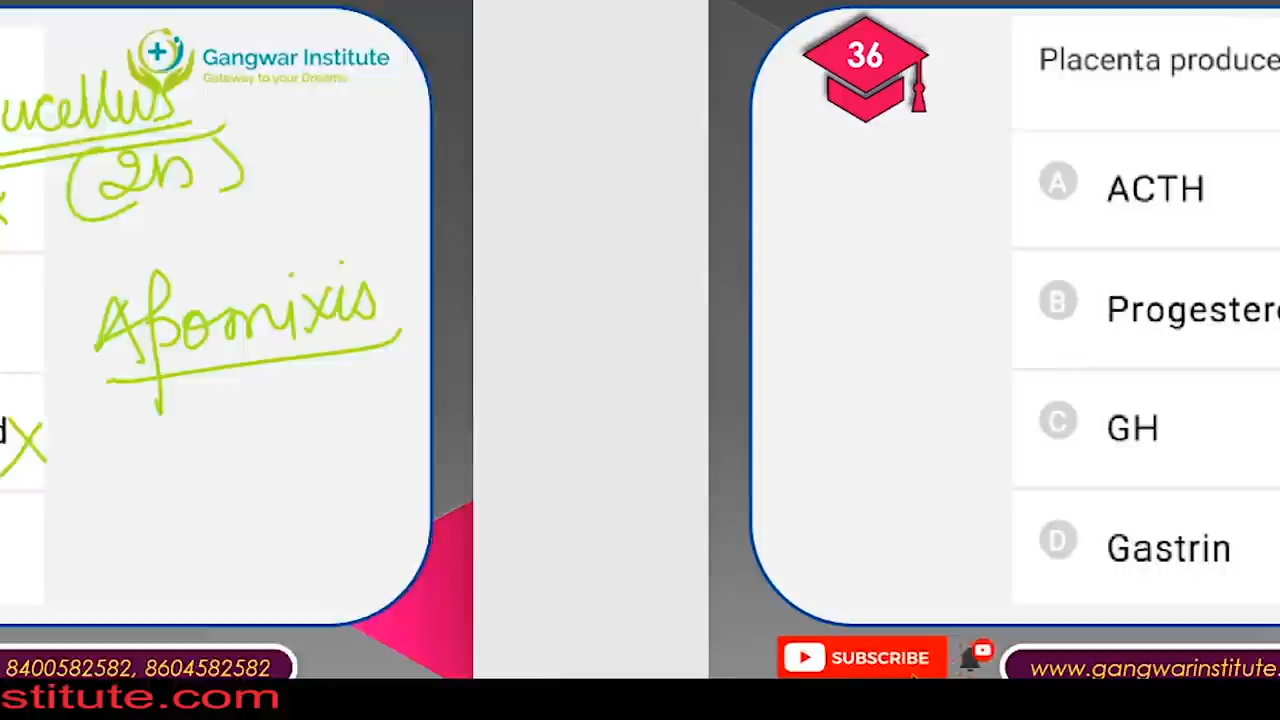 Gangwar Institute
Gateway to your Dreams
ucellus
(2n)
x
Apomixis
d X
8400582582, 8604582582
stitute.com
36
Placenta produce
A ACTH
B Progestero
C GH
D Gastrin
SUBSCRIBE
www.gangwarinstitute.